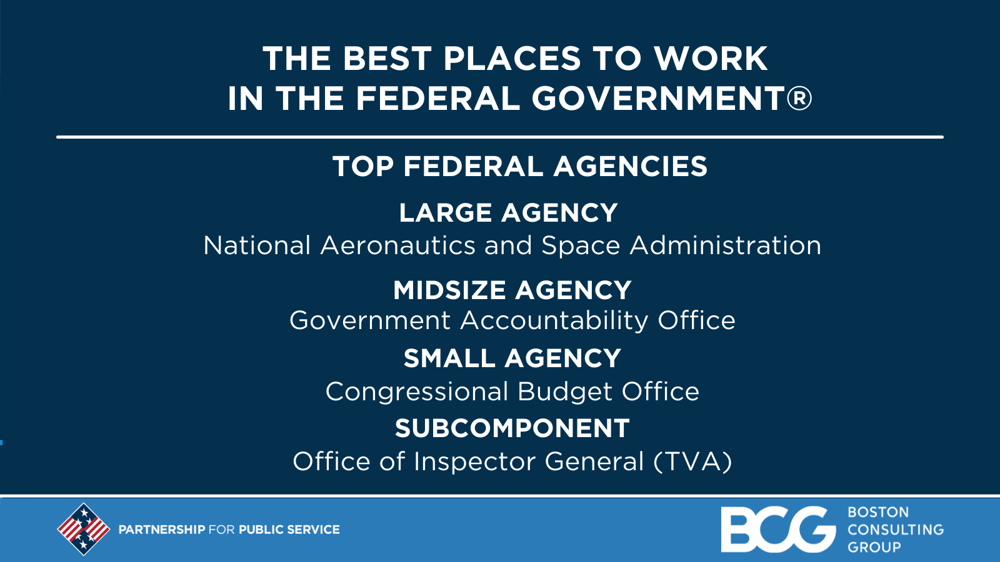 THE BEST PLACES TO WORK
IN THE FEDERAL GOVERNMENT®
TOP FEDERAL AGENCIES
LARGE AGENCY
National Aeronautics and Space Administration
MIDSIZE AGENCY
Government Accountability Office
SMALL AGENCY
Congressional Budget Office
SUBCOMPONENT
Office of Inspector General (TVA)
PARTNERSHIP FOR PUBLIC SERVICE
BCG
BOSTON
CONSULTING
GROUP